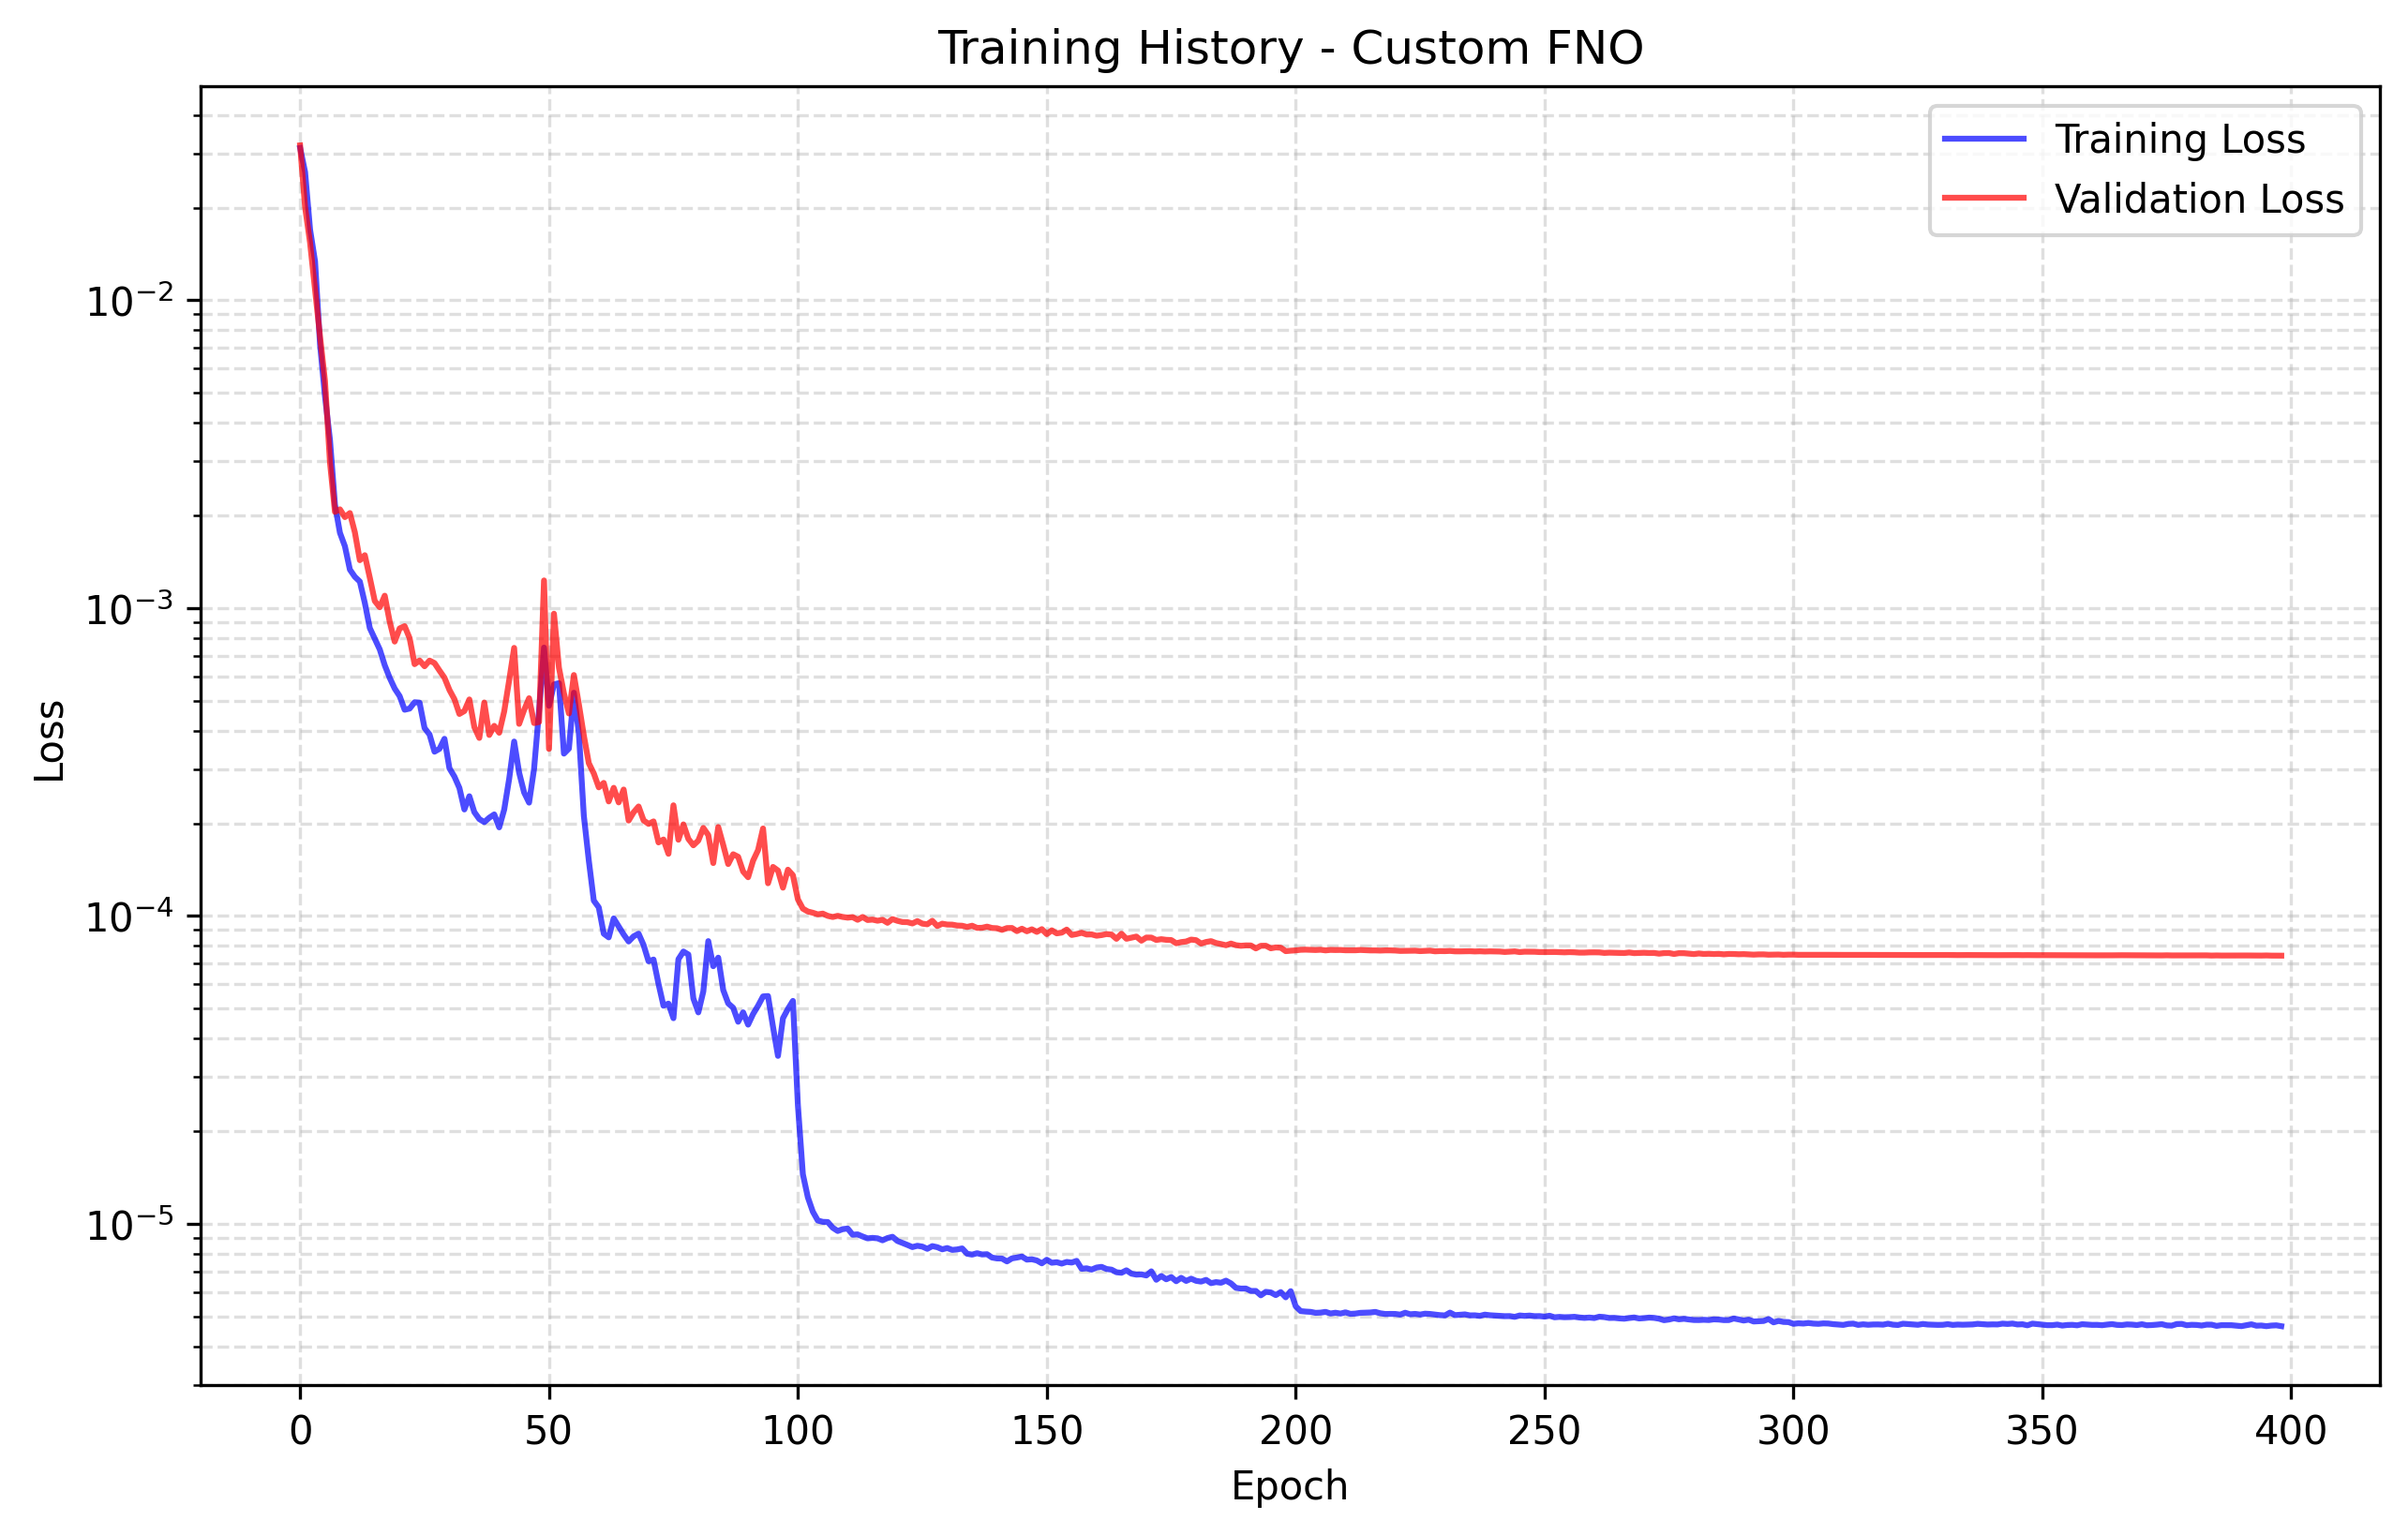 Training History - Custom FNO
Training Loss
Validation Loss
10⁻²
10⁻³
10⁻⁴
10⁻⁵
Loss
0 50 100 150 200 250 300 350 400
Epoch